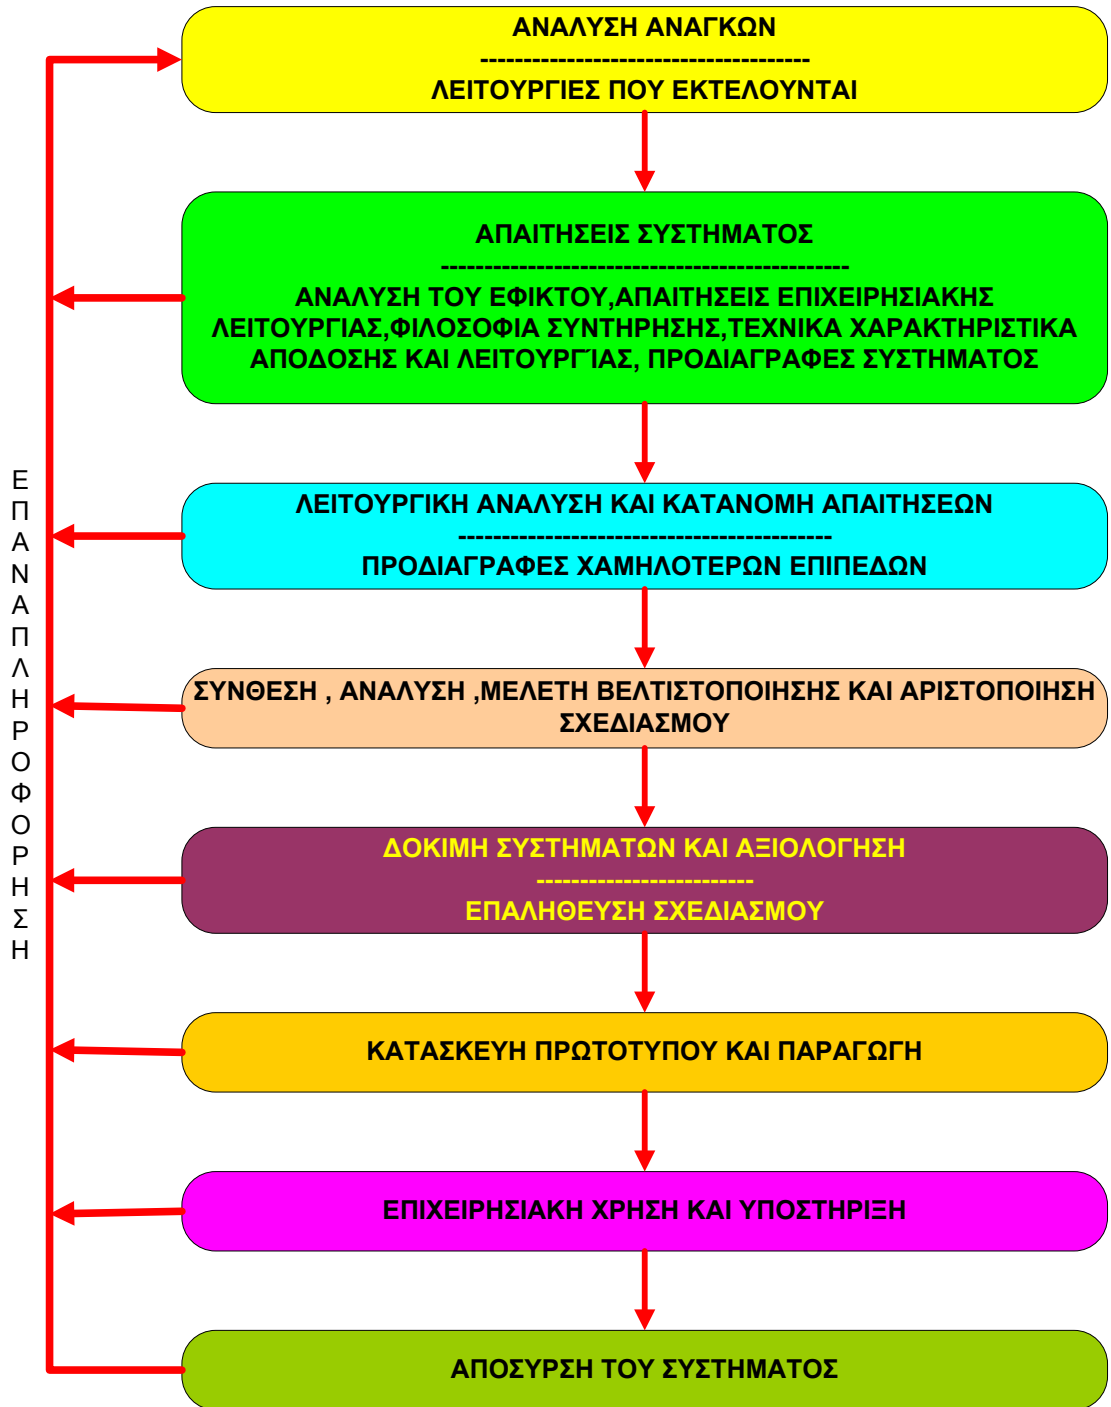 ΑΝΑΛΥΣΗ ΑΝΑΓΚΩΝ
--------------------------------------
ΛΕΙΤΟΥΡΓΙΕΣ ΠΟΥ ΕΚΤΕΛΟΥΝΤΑΙ
ΑΠΑΙΤΗΣΕΙΣ ΣΥΣΤΗΜΑΤΟΣ
-----------------------------------------------
ΑΝΑΛΥΣΗ ΤΟΥ ΕΦΙΚΤΟΥ,ΑΠΑΙΤΗΣΕΙΣ ΕΠΙΧΕΙΡΗΣΙΑΚΗΣ
ΛΕΙΤΟΥΡΓΙΑΣ,ΦΙΛΟΣΟΦΙΑ ΣΥΝΤΗΡΗΣΗΣ,ΤΕΧΝΙΚΑ ΧΑΡΑΚΤΗΡΙΣΤΙΚΑ
ΑΠΟΔΟΣΗΣ ΚΑΙ ΛΕΙΤΟΥΡΓΊΑΣ, ΠΡΟΔΙΑΓΡΑΦΕΣ ΣΥΣΤΗΜΑΤΟΣ
ΛΕΙΤΟΥΡΓΙΚΗ ΑΝΑΛΥΣΗ ΚΑΙ ΚΑΤΑΝΟΜΗ ΑΠΑΙΤΗΣΕΩΝ
-------------------------------------------
ΠΡΟΔΙΑΓΡΑΦΕΣ ΧΑΜΗΛΟΤΕΡΩΝ ΕΠΙΠΕΔΩΝ
ΣΥΝΘΕΣΗ , ΑΝΑΛΥΣΗ ,ΜΕΛΕΤΗ ΒΕΛΤΙΣΤΟΠΟΙΗΣΗΣ ΚΑΙ ΑΡΙΣΤΟΠΟΙΗΣΗ
ΣΧΕΔΙΑΣΜΟΥ
ΔΟΚΙΜΗ ΣΥΣΤΗΜΑΤΩΝ ΚΑΙ ΑΞΙΟΛΟΓΗΣΗ
-------------------------
ΕΠΑΛΗΘΕΥΣΗ ΣΧΕΔΙΑΣΜΟΥ
ΚΑΤΑΣΚΕΥΗ ΠΡΩΤΟΤΥΠΟΥ ΚΑΙ ΠΑΡΑΓΩΓΗ
ΕΠΙΧΕΙΡΗΣΙΑΚΗ ΧΡΗΣΗ ΚΑΙ ΥΠΟΣΤΗΡΙΞΗ
ΑΠΟΣΥΡΣΗ ΤΟΥ ΣΥΣΤΗΜΑΤΟΣ
ΕΠΑΝΑΠΛΗΡΟΦΟΡΗΣΗ